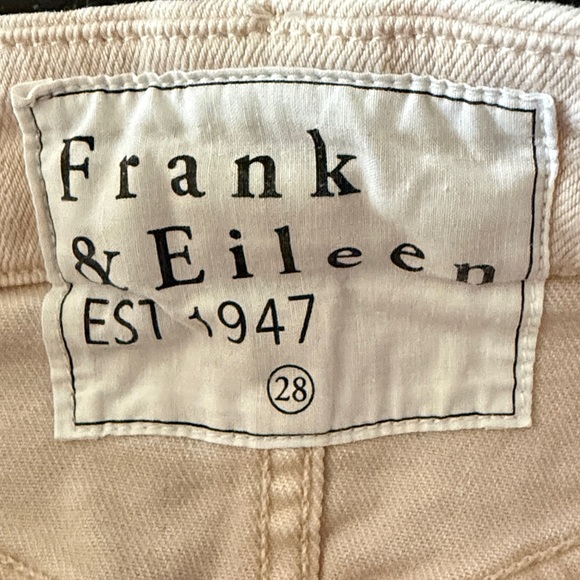 Frank
& Eileen
EST 1947
28